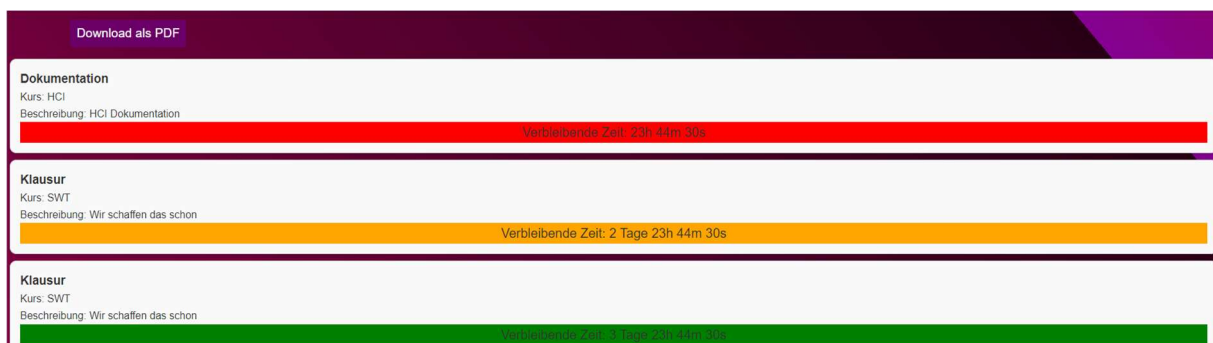 Download als PDF
Dokumentation
Kurs: HCI
Beschreibung: HCI Dokumentation
Verbleibende Zeit: 23h 44m 30s
Klausur
Kurs: SWT
Beschreibung: Wir schaffen das schon
Verbleibende Zeit: 2 Tage 23h 44m 30s
Klausur
Kurs: SWT
Beschreibung: Wir schaffen das schon
Verbleibende Zeit: 3 Tage 23h 44m 30s